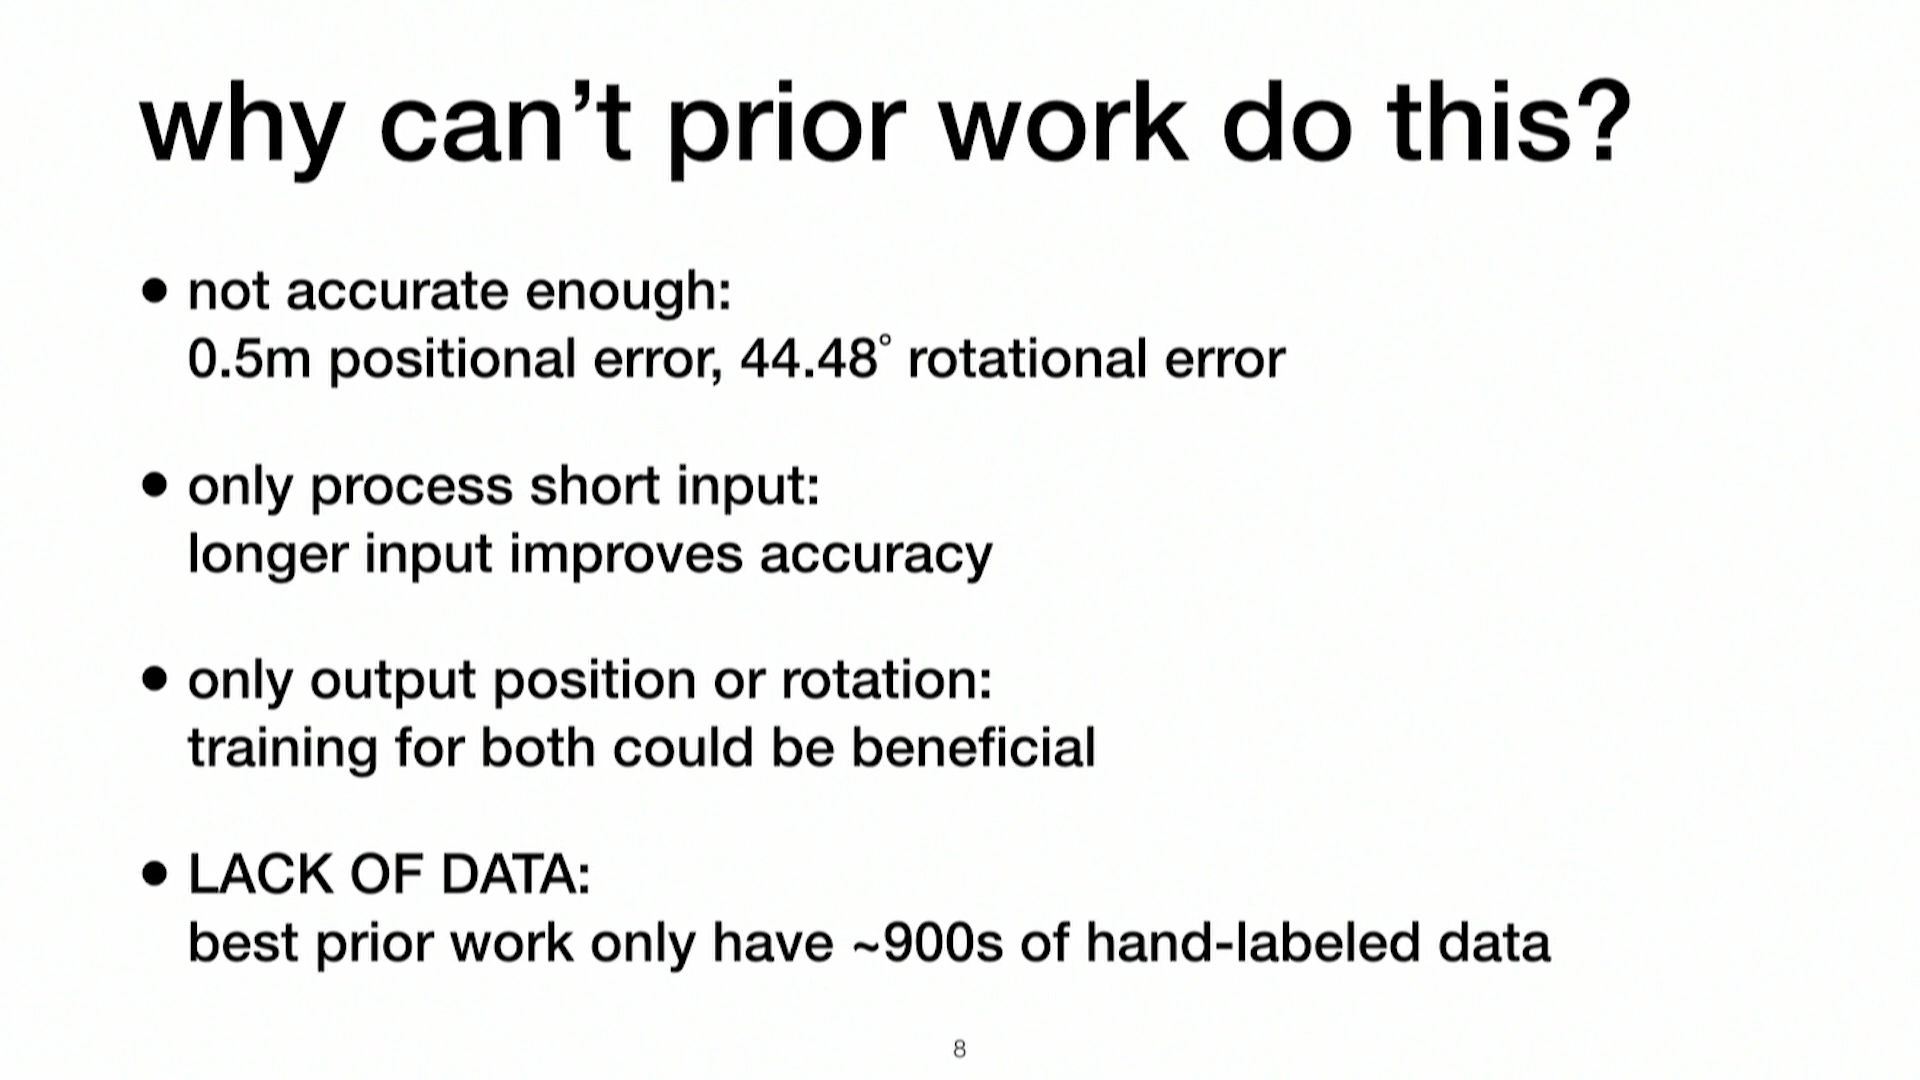 why can’t prior work do this?
• not accurate enough:
0.5m positional error, 44.48° rotational error
• only process short input:
longer input improves accuracy
• only output position or rotation:
training for both could be beneficial
• LACK OF DATA:
best prior work only have ~900s of hand-labeled data
8